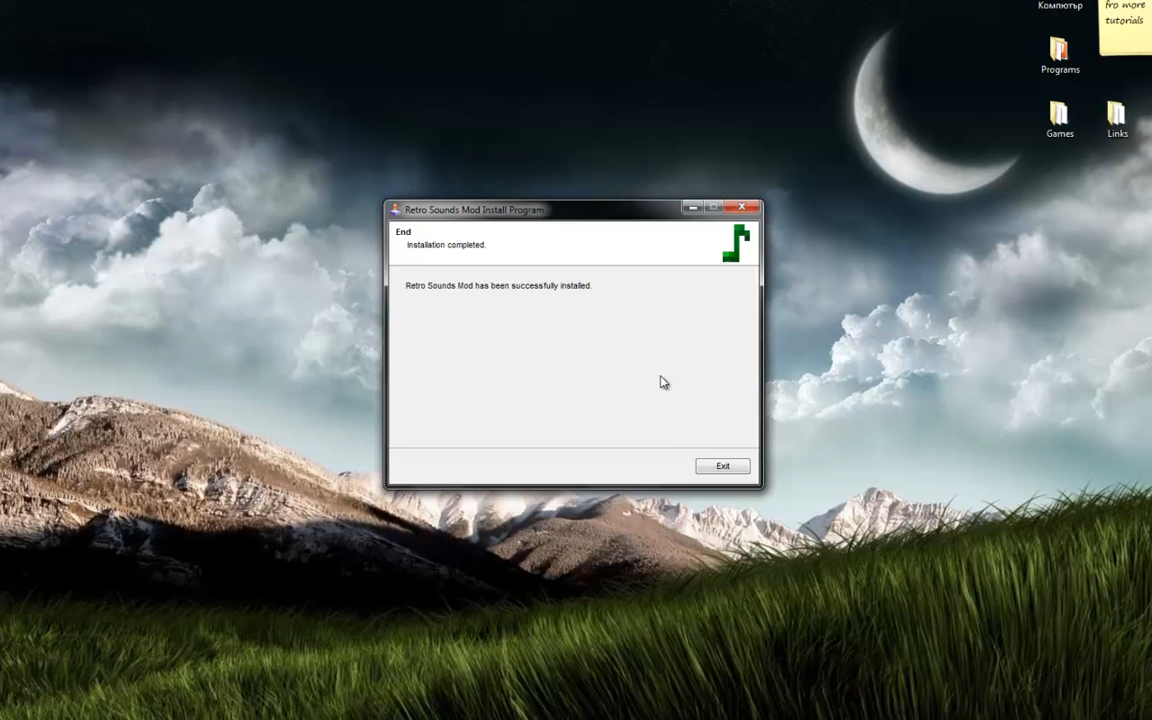 Компютър
fro more
tutorials
Programs
Games
Links
Retro Sounds Mod Install Program
End
Installation completed.
Retro Sounds Mod has been successfully installed.
Exit